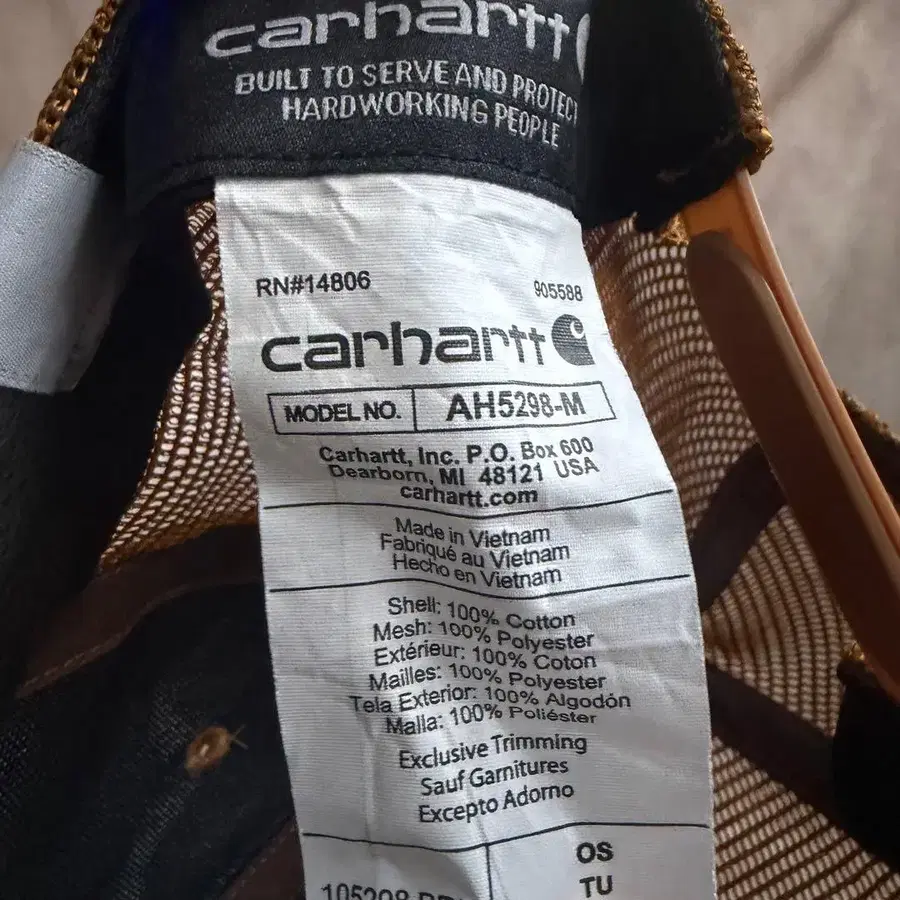 carhartt
BUILT TO SERVE AND PROTECT
HARDWORKING PEOPLE
RN#14806 905588
carhartt
MODEL NO. AH5298-M
Carhartt, Inc. P.O. Box 600
Dearborn, MI 48121 USA
carhartt.com
Made in Vietnam
Fabriqué au Vietnam
Hecho en Vietnam
Shell: 100% Cotton
Mesh: 100% Polyester
Extérieur: 100% Coton
Mailles: 100% Polyester
Tela Exterior: 100% Algodón
Malla: 100% Poliéster
Exclusive Trimming
Sauf Garnitures
Excepto Adorno
OS
TU